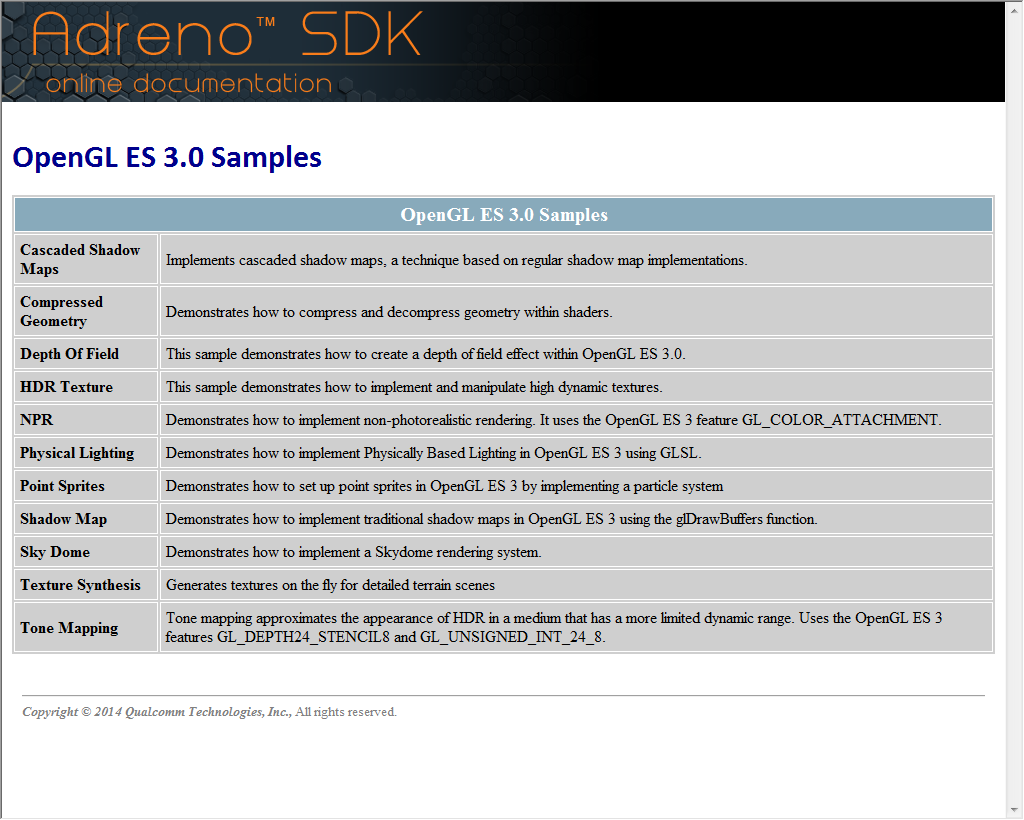 Adreno™ SDK
online documentation
OpenGL ES 3.0 Samples
OpenGL ES 3.0 Samples
Cascaded Shadow
Maps
Implements cascaded shadow maps, a technique based on regular shadow map implementations.
Compressed
Geometry
Demonstrates how to compress and decompress geometry within shaders.
Depth Of Field
This sample demonstrates how to create a depth of field effect within OpenGL ES 3.0.
HDR Texture
This sample demonstrates how to implement and manipulate high dynamic textures.
NPR
Demonstrates how to implement non-photorealistic rendering. It uses the OpenGL ES 3 feature GL_COLOR_ATTACHMENT.
Physical Lighting
Demonstrates how to implement Physically Based Lighting in OpenGL ES 3 using GLSL.
Point Sprites
Demonstrates how to set up point sprites in OpenGL ES 3 by implementing a particle system
Shadow Map
Demonstrates how to implement traditional shadow maps in OpenGL ES 3 using the glDrawBuffers function.
Sky Dome
Demonstrates how to implement a Skydome rendering system.
Texture Synthesis
Generates textures on the fly for detailed terrain scenes
Tone Mapping
Tone mapping approximates the appearance of HDR in a medium that has a more limited dynamic range. Uses the OpenGL ES 3
features GL_DEPTH24_STENCIL8 and GL_UNSIGNED_INT_24_8.
Copyright © 2014 Qualcomm Technologies, Inc., All rights reserved.